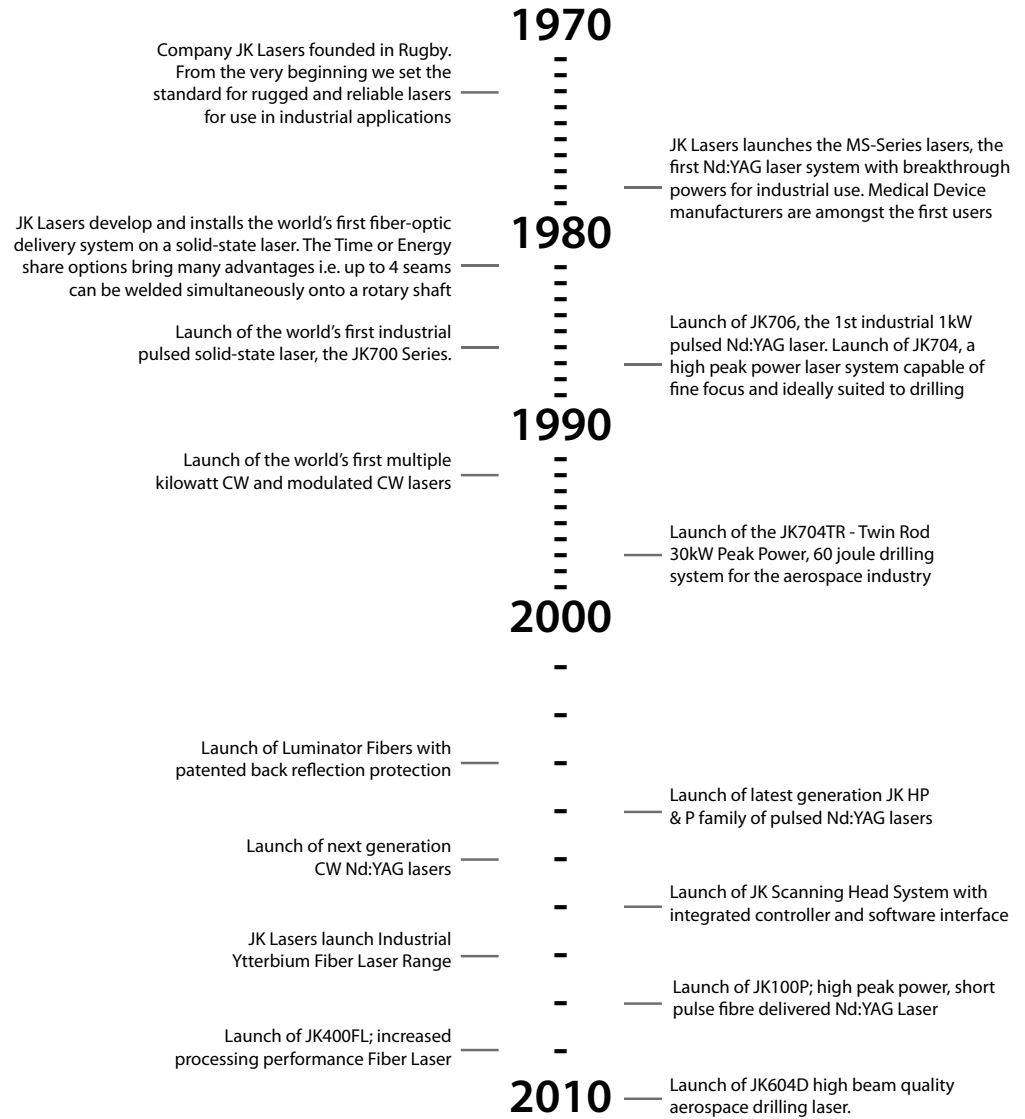 1970
Company JK Lasers founded in Rugby.
From the very beginning we set the
standard for rugged and reliable lasers
for use in industrial applications
JK Lasers launches the MS-Series lasers, the
first Nd:YAG laser system with breakthrough
powers for industrial use. Medical Device
manufacturers are amongst the first users
1980
JK Lasers develop and installs the world's first fiber-optic
delivery system on a solid-state laser. The Time or Energy
share options bring many advantages i.e. up to 4 seams
can be welded simultaneously onto a rotary shaft
Launch of the world's first industrial
pulsed solid-state laser, the JK700 Series.
Launch of JK706, the 1st industrial 1kW
pulsed Nd:YAG laser. Launch of JK704, a
high peak power laser system capable of
fine focus and ideally suited to drilling
1990
Launch of the world's first multiple
kilowatt CW and modulated CW lasers
Launch of the JK704TR - Twin Rod
30kW Peak Power, 60 joule drilling
system for the aerospace industry
2000
Launch of Luminator Fibers with
patented back reflection protection
Launch of latest generation JK HP
& P family of pulsed Nd:YAG lasers
Launch of next generation
CW Nd:YAG lasers
Launch of JK Scanning Head System with
integrated controller and software interface
JK Lasers launch Industrial
Ytterbium Fiber Laser Range
Launch of JK100P; high peak power, short
pulse fibre delivered Nd:YAG Laser
Launch of JK400FL; increased
processing performance Fiber Laser
2010
Launch of JK604D high beam quality
aerospace drilling laser.